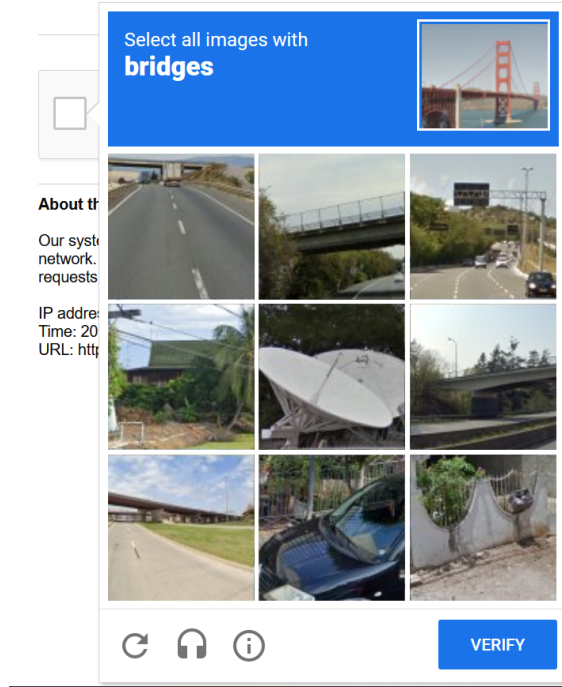 Select all images with
bridges
About th
Our syste
network.
requests
IP addres
Time: 20
URL: http
VERIFY